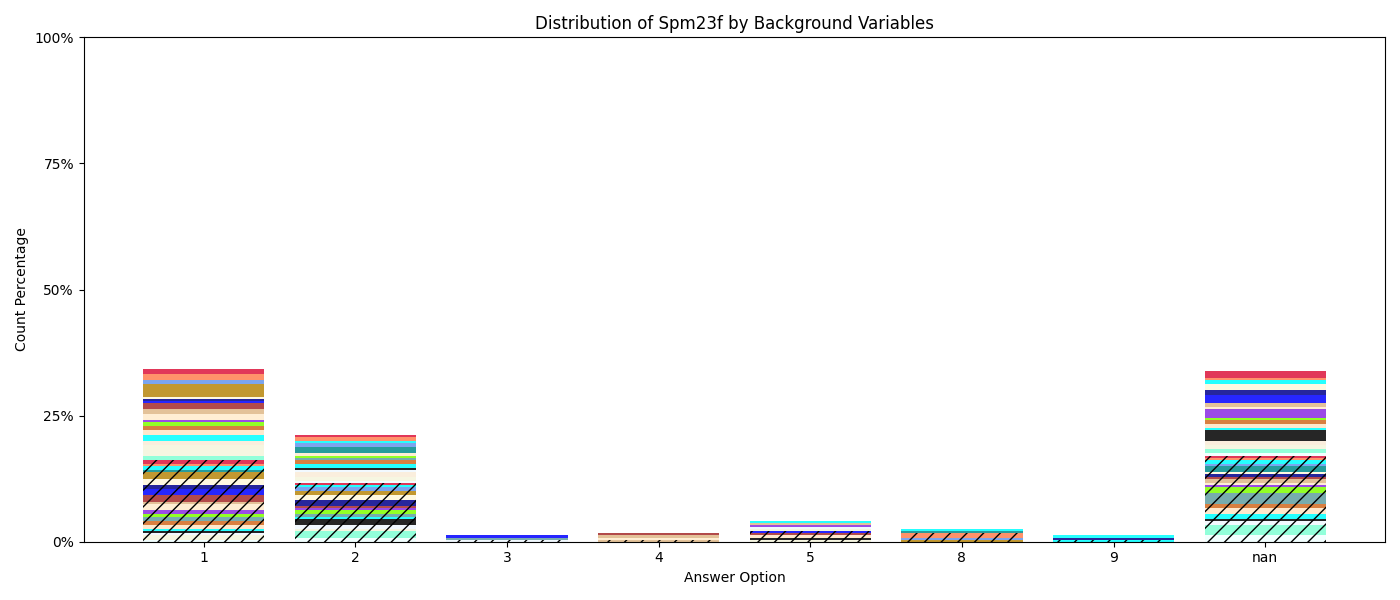 Distribution of Spm23f by Background Variables
100%
75%
50%
25%
0%
Count Percentage
1 2 3 4 5 8 9 nan
Answer Option